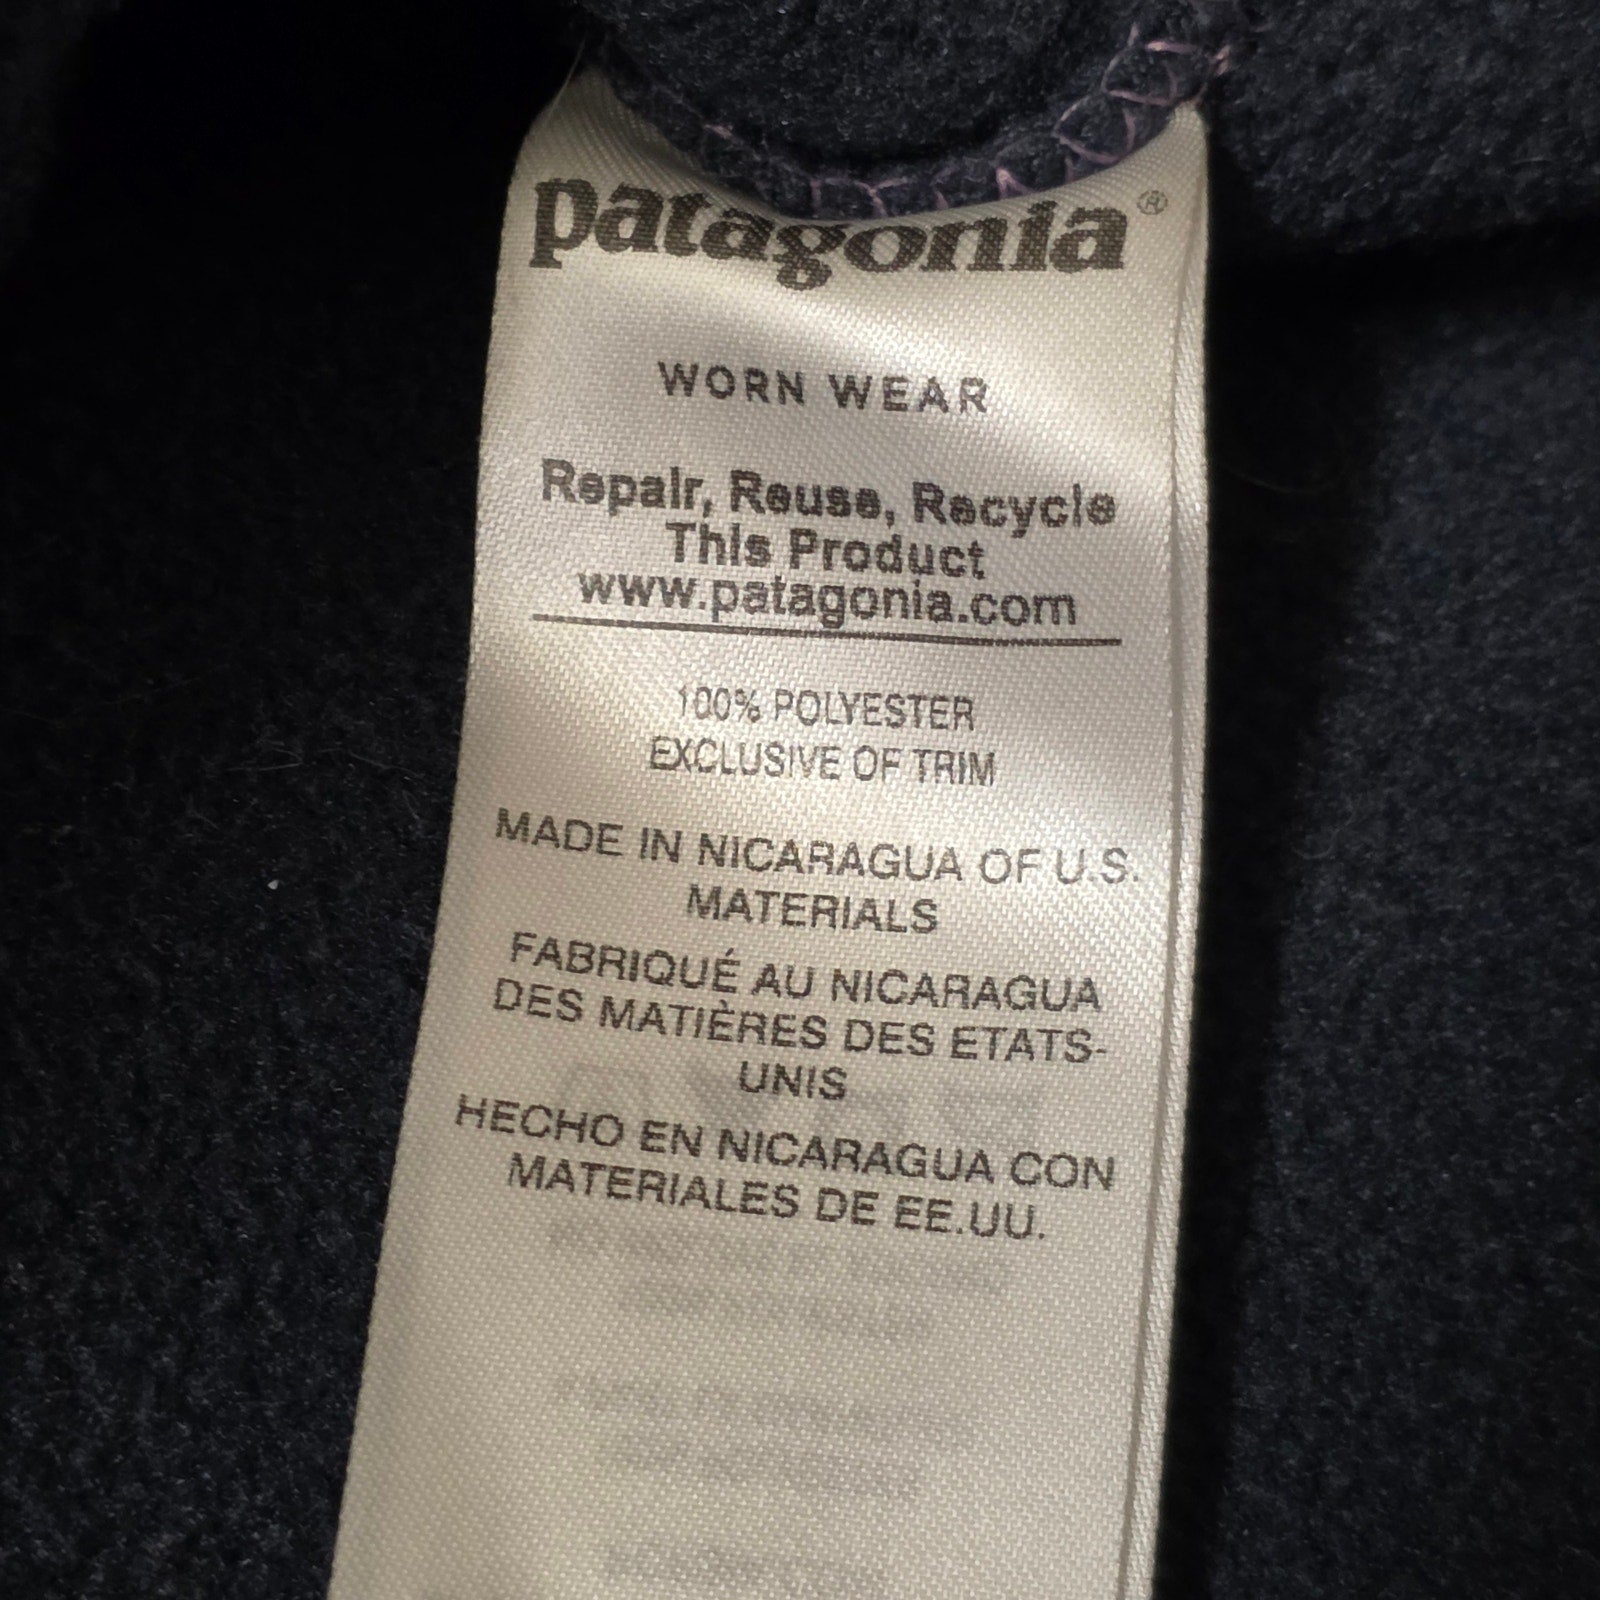 patagonia®
WORN WEAR
Repair, Reuse, Recycle
This Product
www.patagonia.com
100% POLYESTER
EXCLUSIVE OF TRIM
MADE IN NICARAGUA OF U.S.
MATERIALS
FABRIQUÉ AU NICARAGUA
DES MATIÈRES DES ETATS-
UNIS
HECHO EN NICARAGUA CON
MATERIALES DE EE.UU.